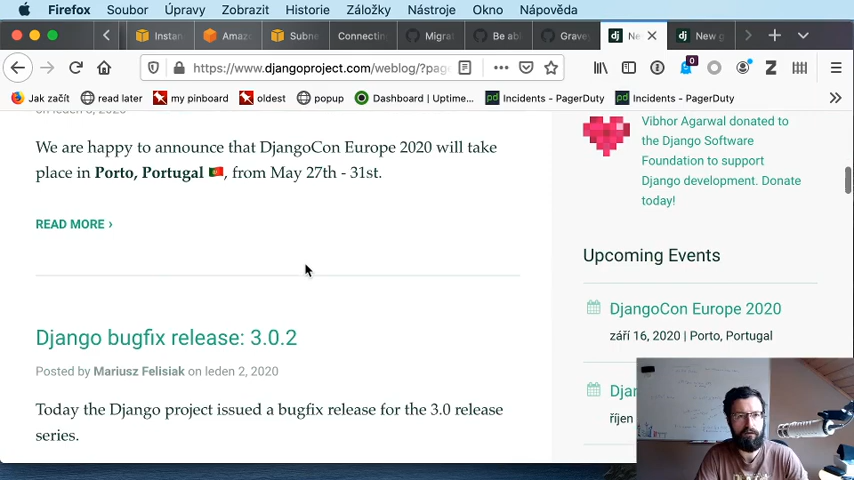 Firefox Soubor Úpravy Zobrazit Historie Záložky Nástroje Okno Nápověda
Instan Amaz Subne Connecting Migrat Be abl Grave Ne New g
https://www.djangoproject.com/weblog/?pag
Jak začít read later my pinboard oldest popup Dashboard | Uptime... Incidents - PagerDuty Incidents - PagerDuty
We are happy to announce that DjangoCon Europe 2020 will take
place in Porto, Portugal 🇵🇹, from May 27th - 31st.
READ MORE ›
Django bugfix release: 3.0.2
Posted by Mariusz Felisiak on leden 2, 2020
Today the Django project issued a bugfix release for the 3.0 release
series.
Vibhor Agarwal donated to
the Django Software
Foundation to support
Django development. Donate
today!
Upcoming Events
DjangoCon Europe 2020
září 16, 2020 | Porto, Portugal
Djan
říjen